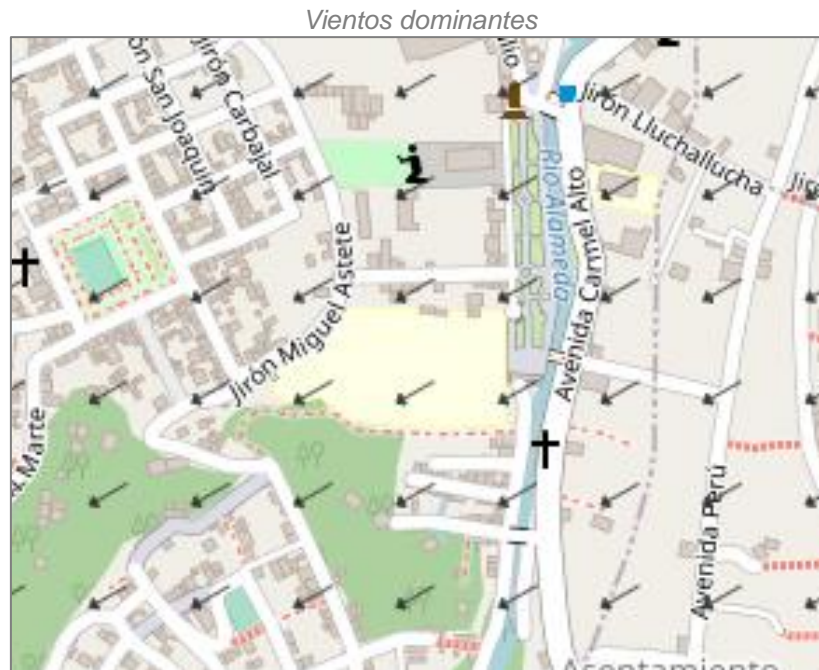 Vientos dominantes
Jirón Carbajal
San Joaquín
Jirón Lluchallucha
Río Alameda
Avenida Carmel Alto
Jirón Miguel Astete
Marte
Avenida Perú
Asentamiento